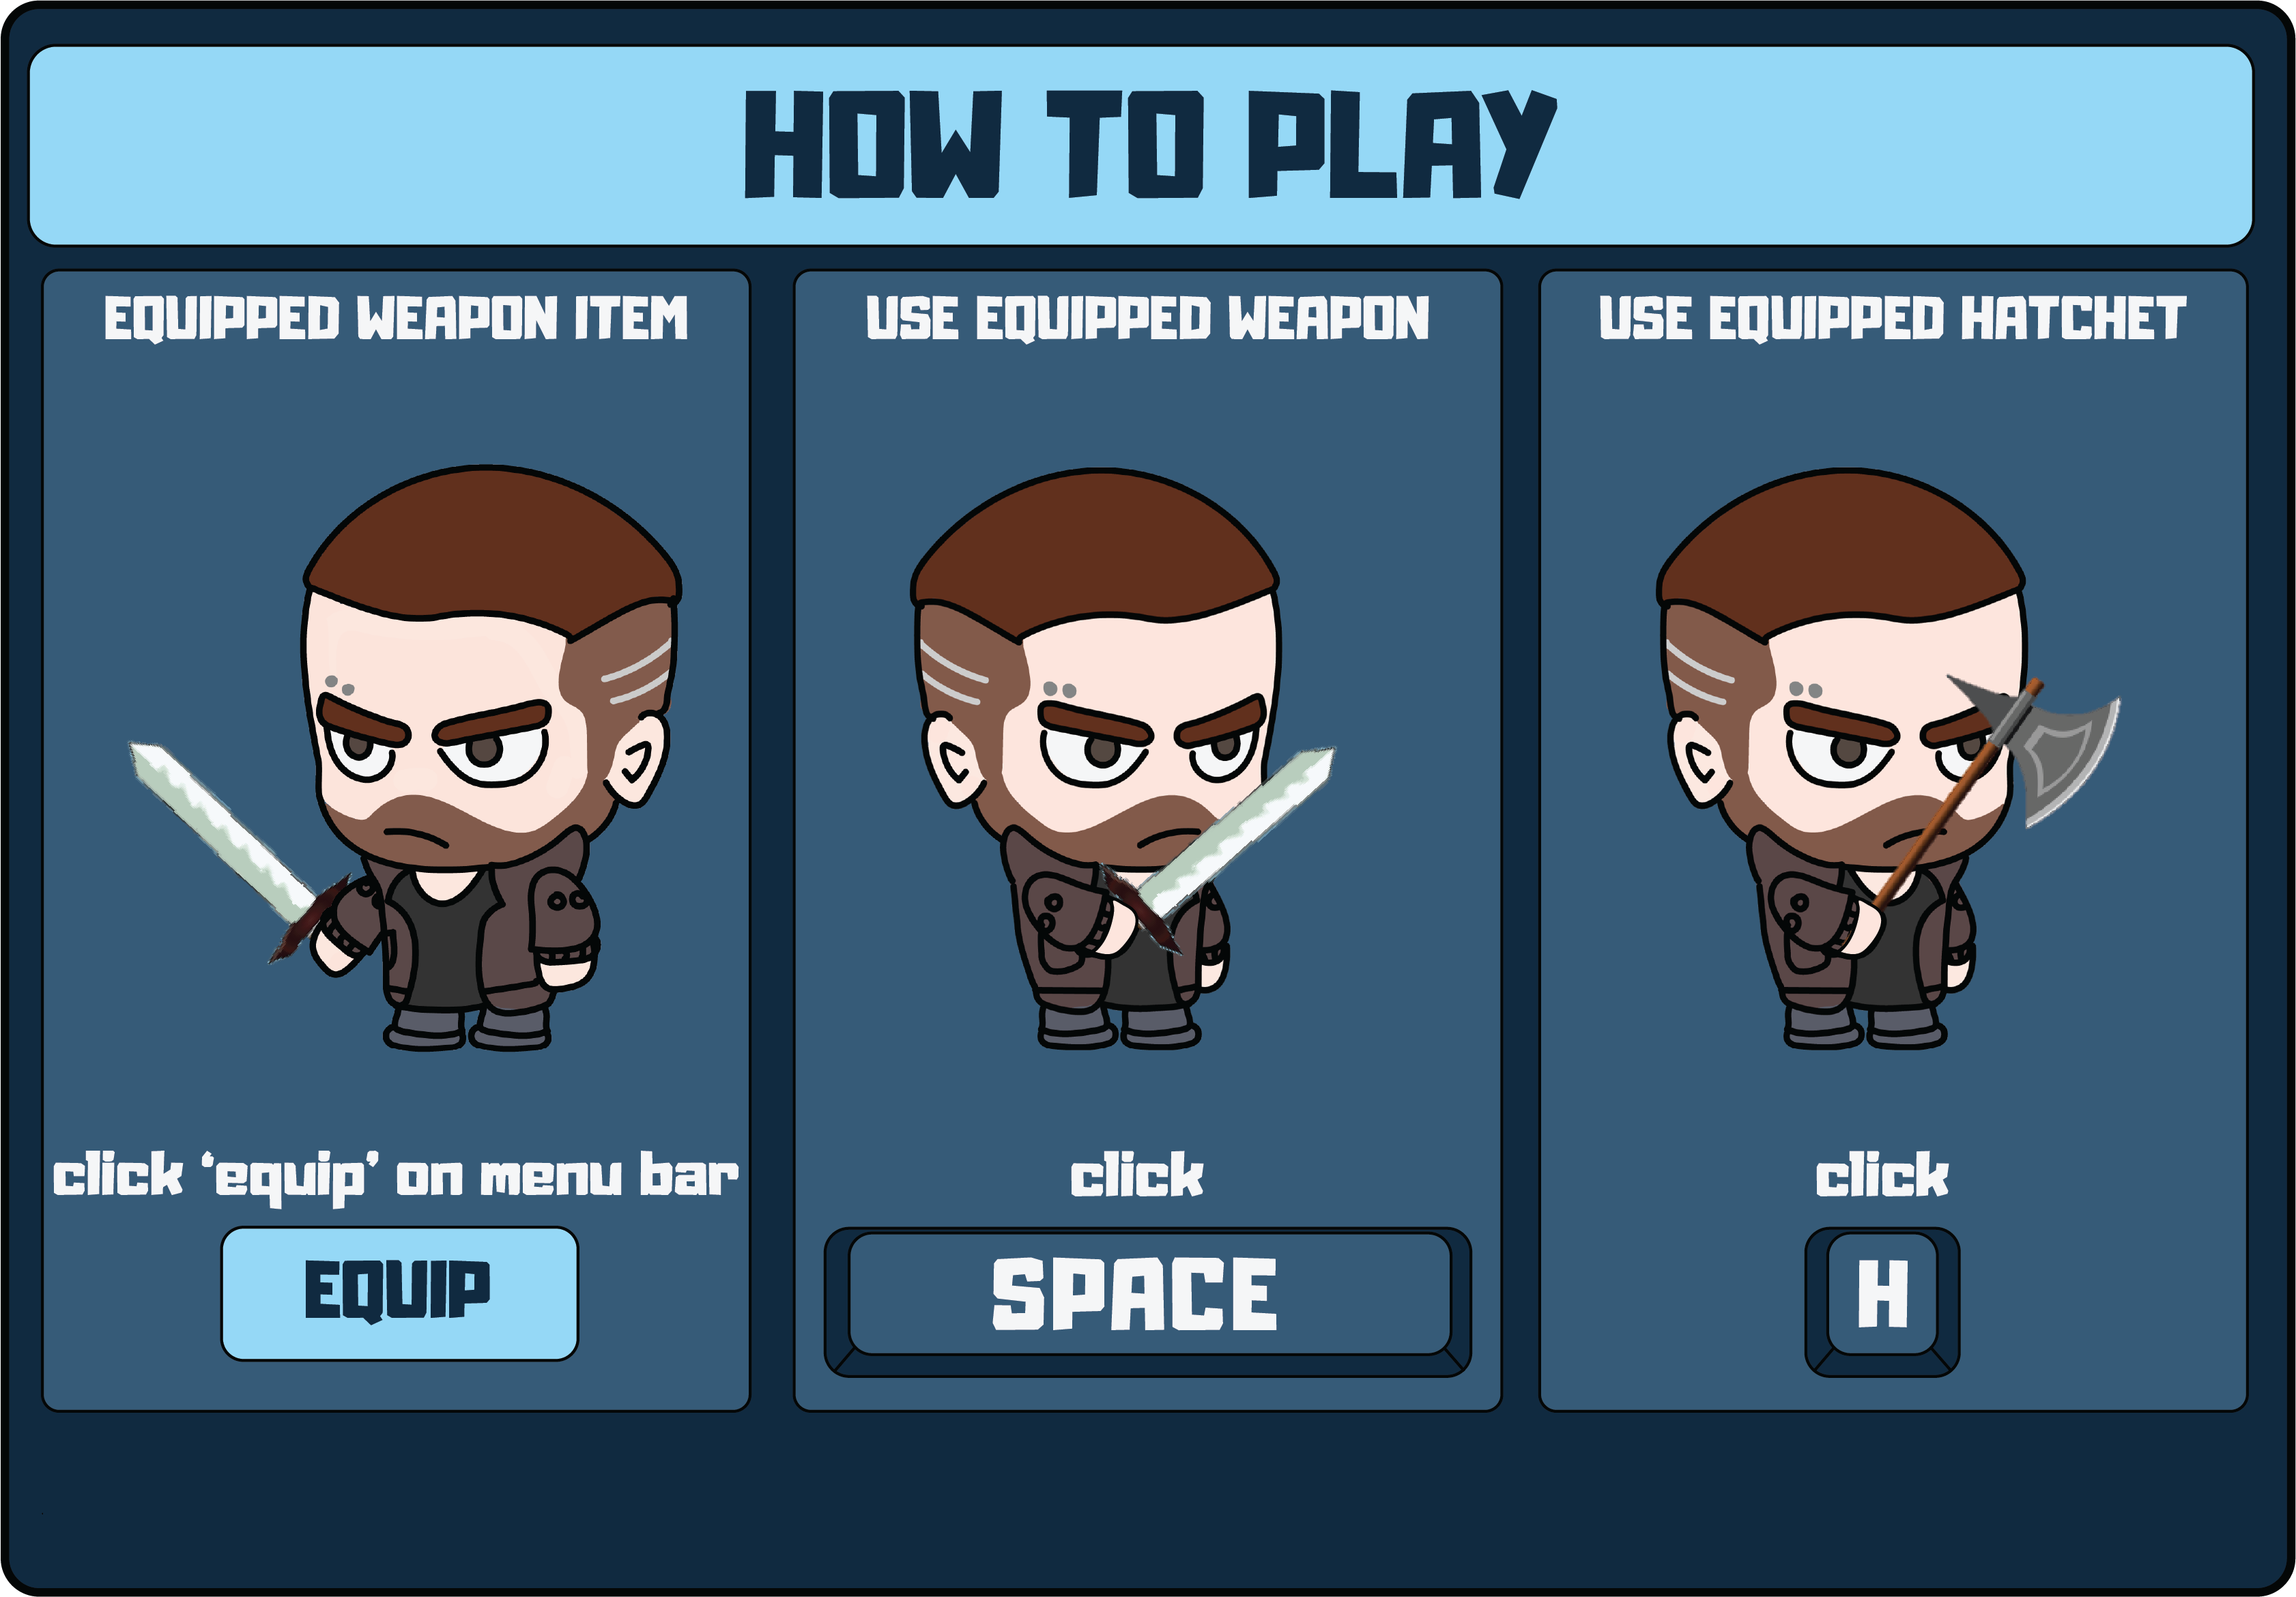 HOW TO PLAY
EQUIPPED WEAPON ITEM
click ‘equip’ on menu bar
EQUIP
USE EQUIPPED WEAPON
click
SPACE
USE EQUIPPED HATCHET
click
H